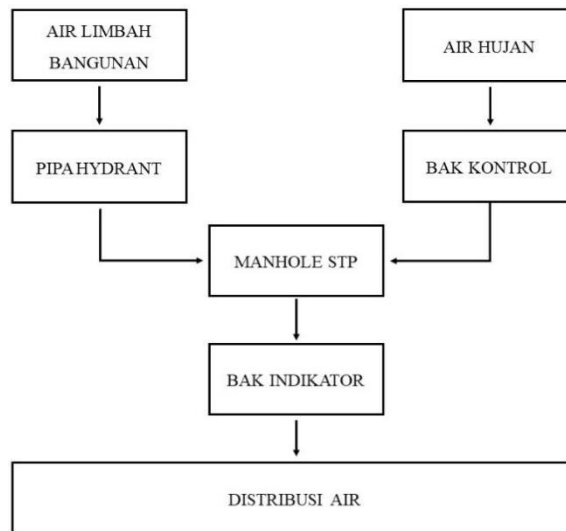 AIR LIMBAH
BANGUNAN
AIR HUJAN
PIPA HYDRANT
BAK KONTROL
MANHOLE STP
BAK INDIKATOR
DISTRIBUSI AIR